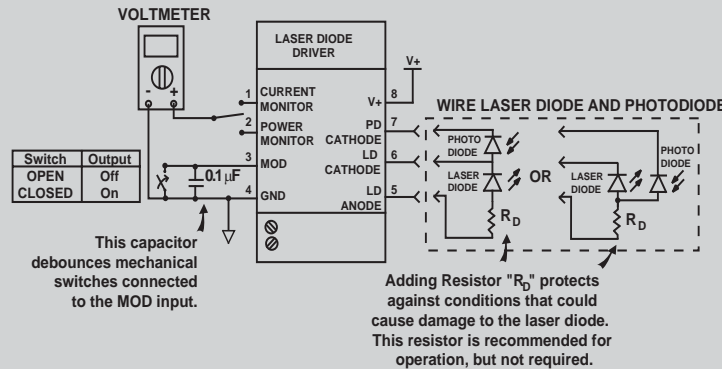 VOLTMETER
- +
LASER DIODE
DRIVER
V+
1 CURRENT
MONITOR
2 POWER
MONITOR
3 MOD
4 GND
8
V+
7
PD
CATHODE
6
LD
CATHODE
5
LD
ANODE
Switch Output
OPEN Off
CLOSED On
0.1 μF
This capacitor
debounces mechanical
switches connected
to the MOD input.
WIRE LASER DIODE AND PHOTODIODE
PHOTO
DIODE
LASER
DIODE
RD
OR
LASER
DIODE
PHOTO
DIODE
RD
Adding Resistor "RD" protects
against conditions that could
cause damage to the laser diode.
This resistor is recommended for
operation, but not required.